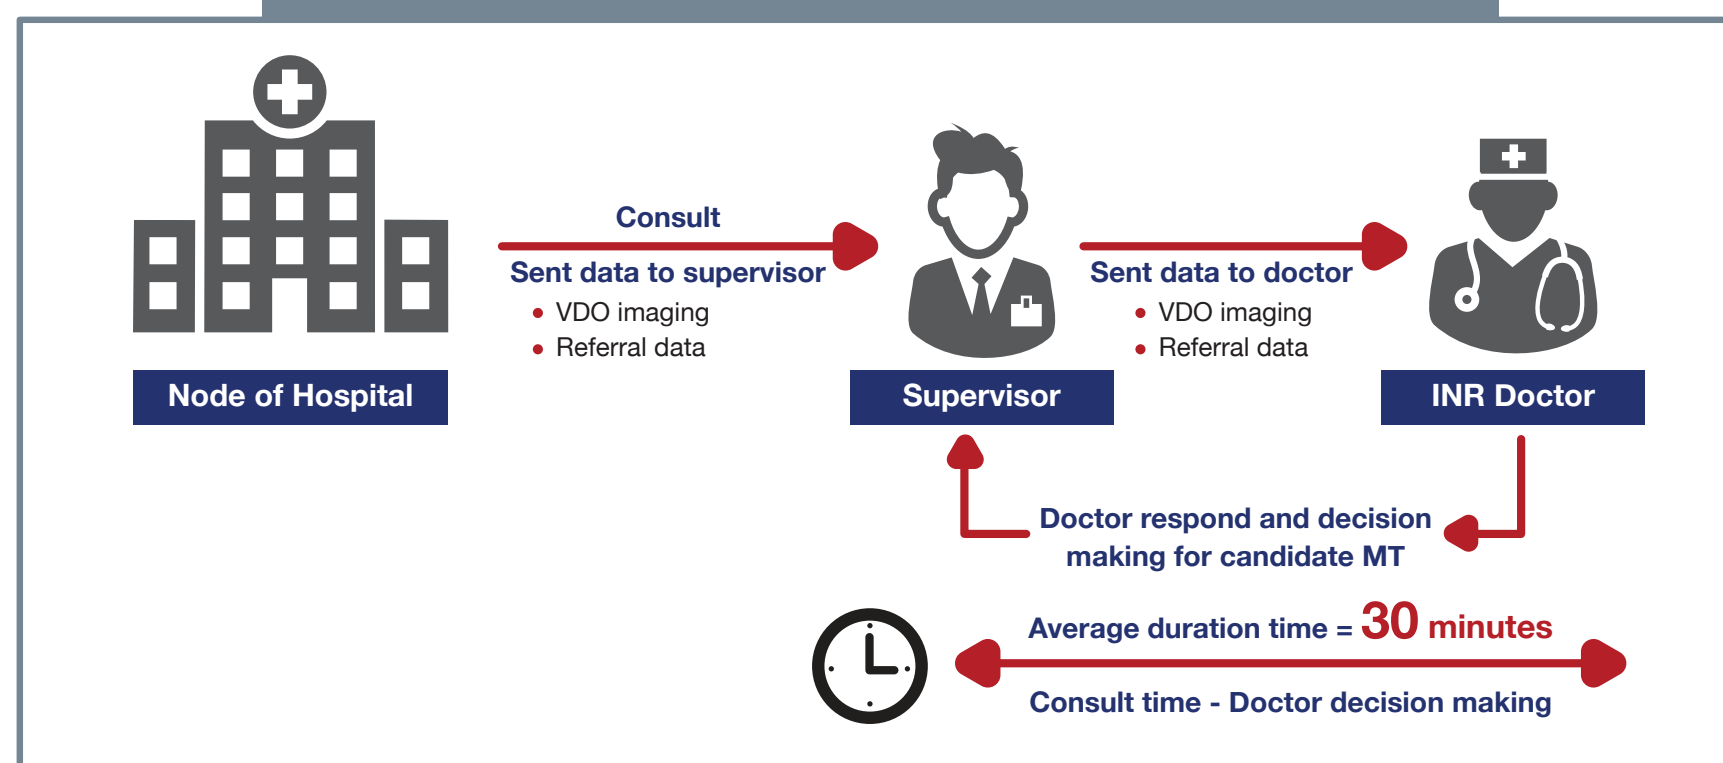 Consult
Sent data to supervisor
• VDO imaging
• Referral data
Sent data to doctor
• VDO imaging
• Referral data
Node of Hospital
Supervisor
INR Doctor
Doctor respond and decision
making for candidate MT
Average duration time = 30 minutes
Consult time - Doctor decision making